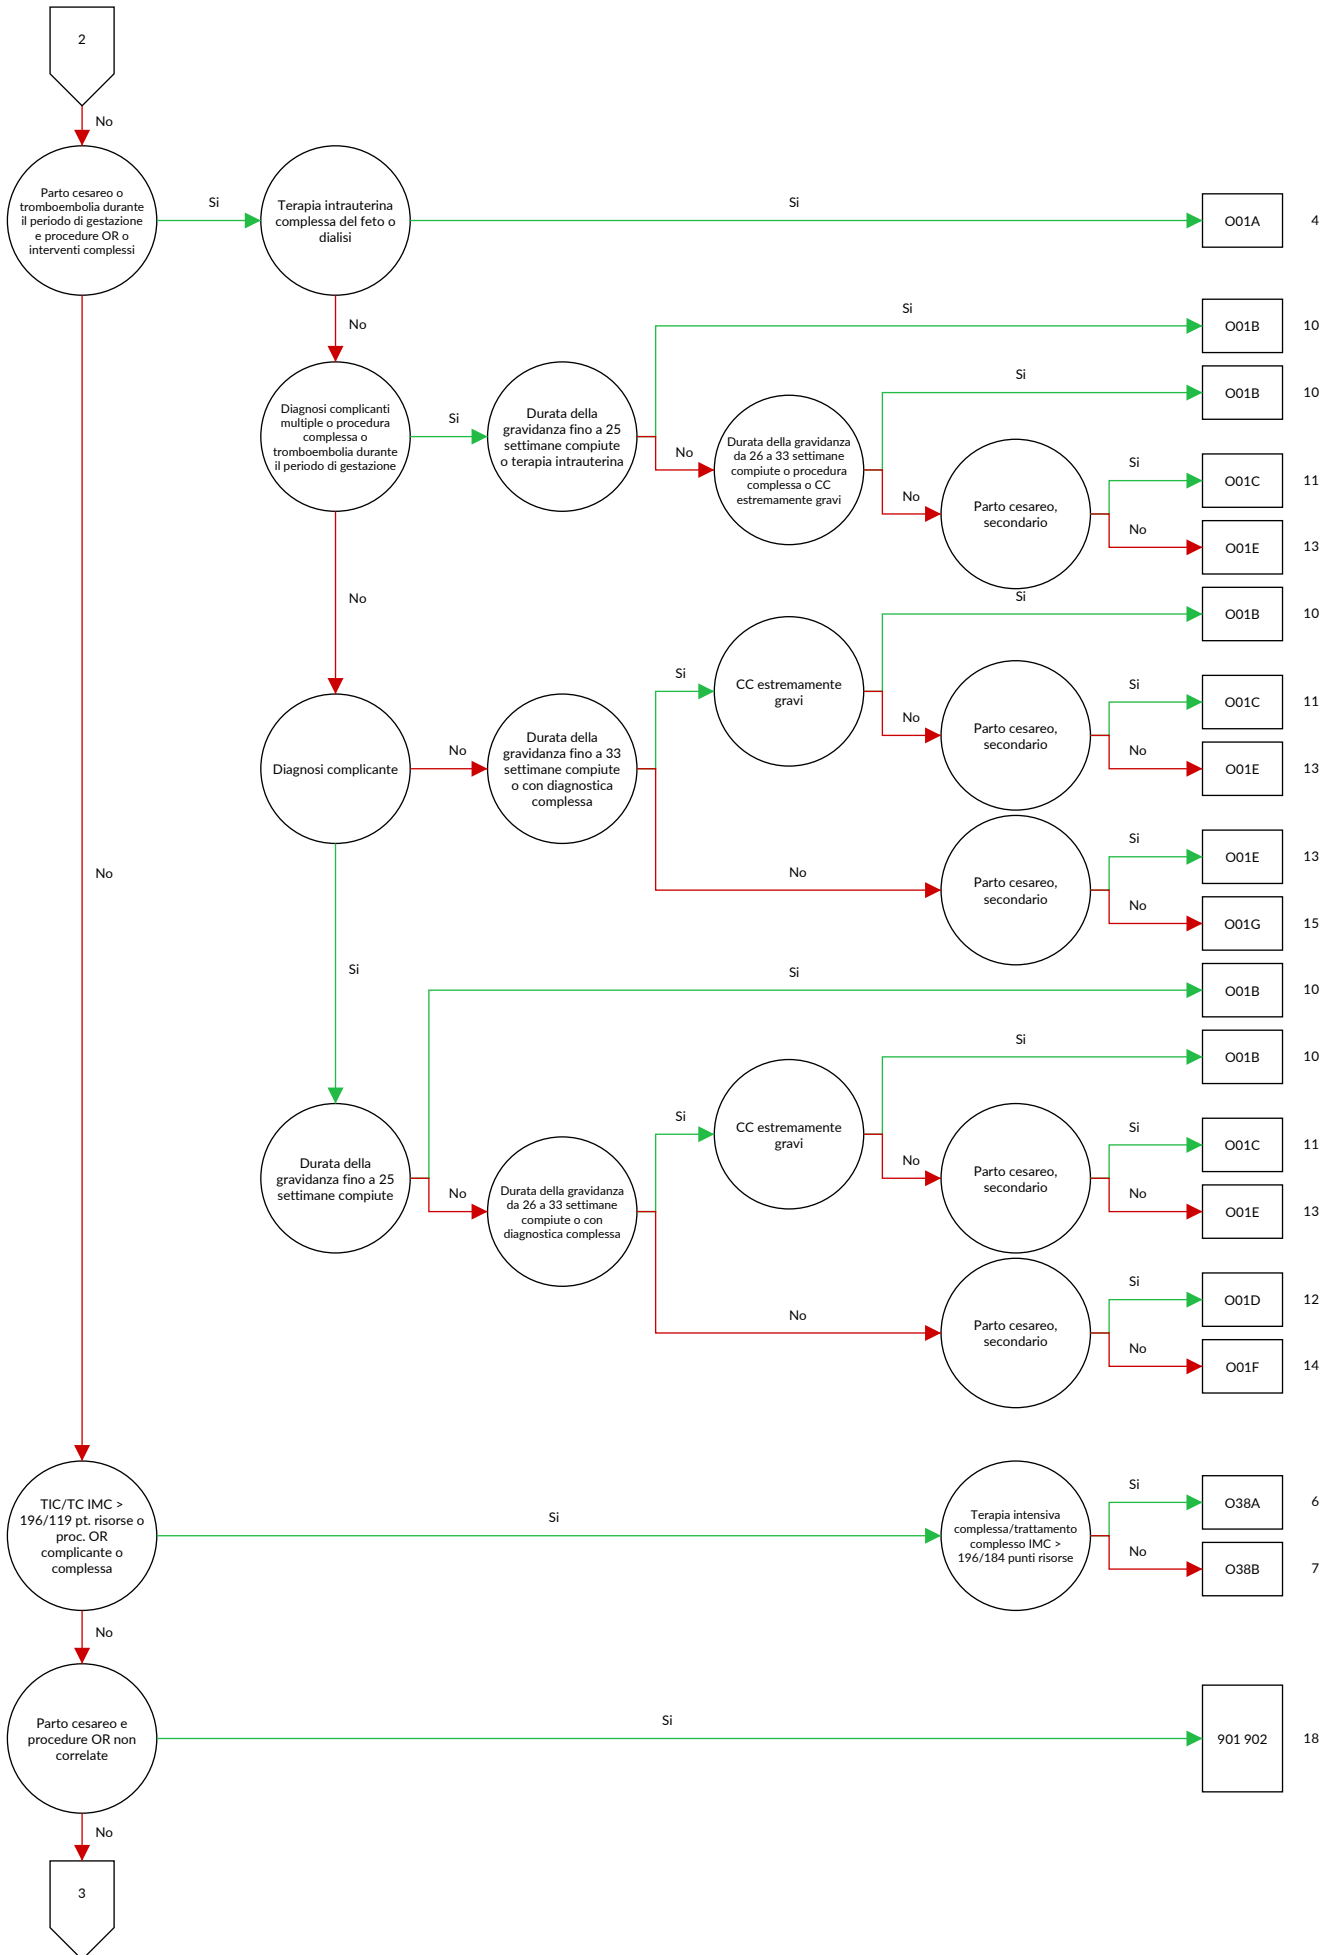 2
No
Parto cesareo o
tromboembolia durante
il periodo di gestazione
e procedure OR o
interventi complessi
Si
Terapia intrauterina
complessa del feto o
dialisi
Si
O01A
4
No
Diagnosi complicanti
multiple o procedura
complessa o
tromboembolia durante
il periodo di gestazione
Si
Durata della
gravidanza fino a 25
settimane compiute
o terapia intrauterina
Si
O01B
10
No
Durata della gravidanza
da 26 a 33 settimane
compiute o procedura
complessa o CC
estremamente gravi
Si
O01B
10
No
Parto cesareo,
secondario
Si
O01C
11
No
O01E
13
No
Diagnosi complicante
No
Durata della
gravidanza fino a 33
settimane compiute
o con diagnostica
complessa
Si
CC estremamente
gravi
Si
O01B
10
No
Parto cesareo,
secondario
Si
O01C
11
No
O01E
13
No
Parto cesareo,
secondario
Si
O01E
13
No
O01G
15
Si
Durata della
gravidanza fino a 25
settimane compiute
Si
O01B
10
No
Durata della gravidanza
da 26 a 33 settimane
compiute o con
diagnostica complessa
Si
CC estremamente
gravi
Si
O01B
10
No
Parto cesareo,
secondario
Si
O01C
11
No
O01E
13
No
Parto cesareo,
secondario
Si
O01D
12
No
O01F
14
No
TIC/TC IMC >
196/119 pt. risorse o
proc. OR
complicante o
complessa
Si
Terapia intensiva
complessa/trattamento
complesso IMC >
196/184 punti risorse
Si
O38A
6
No
O38B
7
No
Parto cesareo e
procedure OR non
correlate
Si
901 902
18
No
3